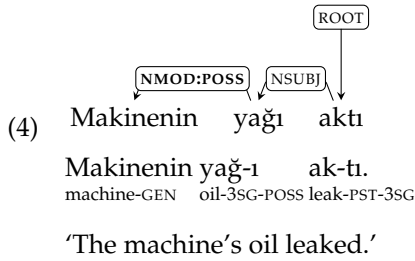 ROOT
NMOD:POSS NSUBJ
(4) Makinenin yağı aktı
Makinenin yağ-ı ak-tı.
machine-GEN oil-3SG-POSS leak-PST-3SG
‘The machine’s oil leaked.’